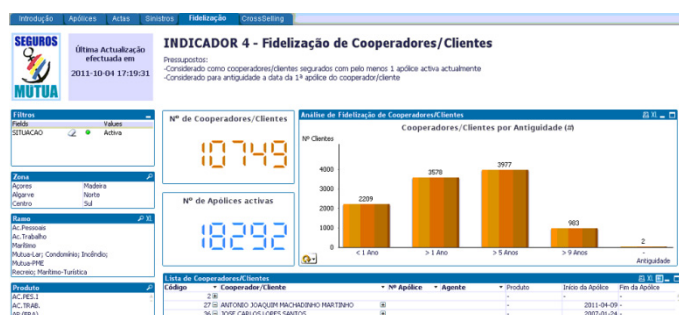 Introdução Apólices Actas Sinistros Fidelização CrossSelling
SEGUROS
MUTUA
Última Actualização
efectuada em
2011-10-04 17:19:31
INDICADOR 4 - Fidelização de Cooperadores/Clientes
Pressupostos:
-Considerado como cooperadores/clientes segurados com pelo menos 1 apólice activa actualmente
-Considerado para antiguidade a data da 1ª apólice do cooperador/cliente
Filtros
Fields Values
SITUACAO Activa
Zona
Açores Madeira
Algarve Norte
Centro Sul
Ramo
Ac.Pessoais
Ac.Trabalho
Marítimo
Mutua-Lar; Condomínio; Incêndio;
Mutua-PME
Recreio; Marítimo-Turística
Produto
AC.PES.1
AC.TRAB.
Nº de Cooperadores/Clientes
10749
Nº de Apólices activas
18292
Análise de Fidelização de Cooperadores/Clientes
XL
Cooperadores/Clientes por Antiguidade (#)
Nº Clientes
4000
3000
2000
1000
0
2209
3578
3977
983
2
< 1 Ano
> 1 Ano
> 5 Anos
> 9 Anos
-
Antiguidade
Lista de Cooperadores/Clientes
XL
Código Cooperador/Cliente Nº Apólice Agente Produto Início da Apólice Fim da Apólice
2 - - -
27 ANTONIO JOAQUIM MACHADINHO MARTINHO - 2011-04-09 -
36 JOSE CARLOS LOPES SANTOS - 2007-01-24 -